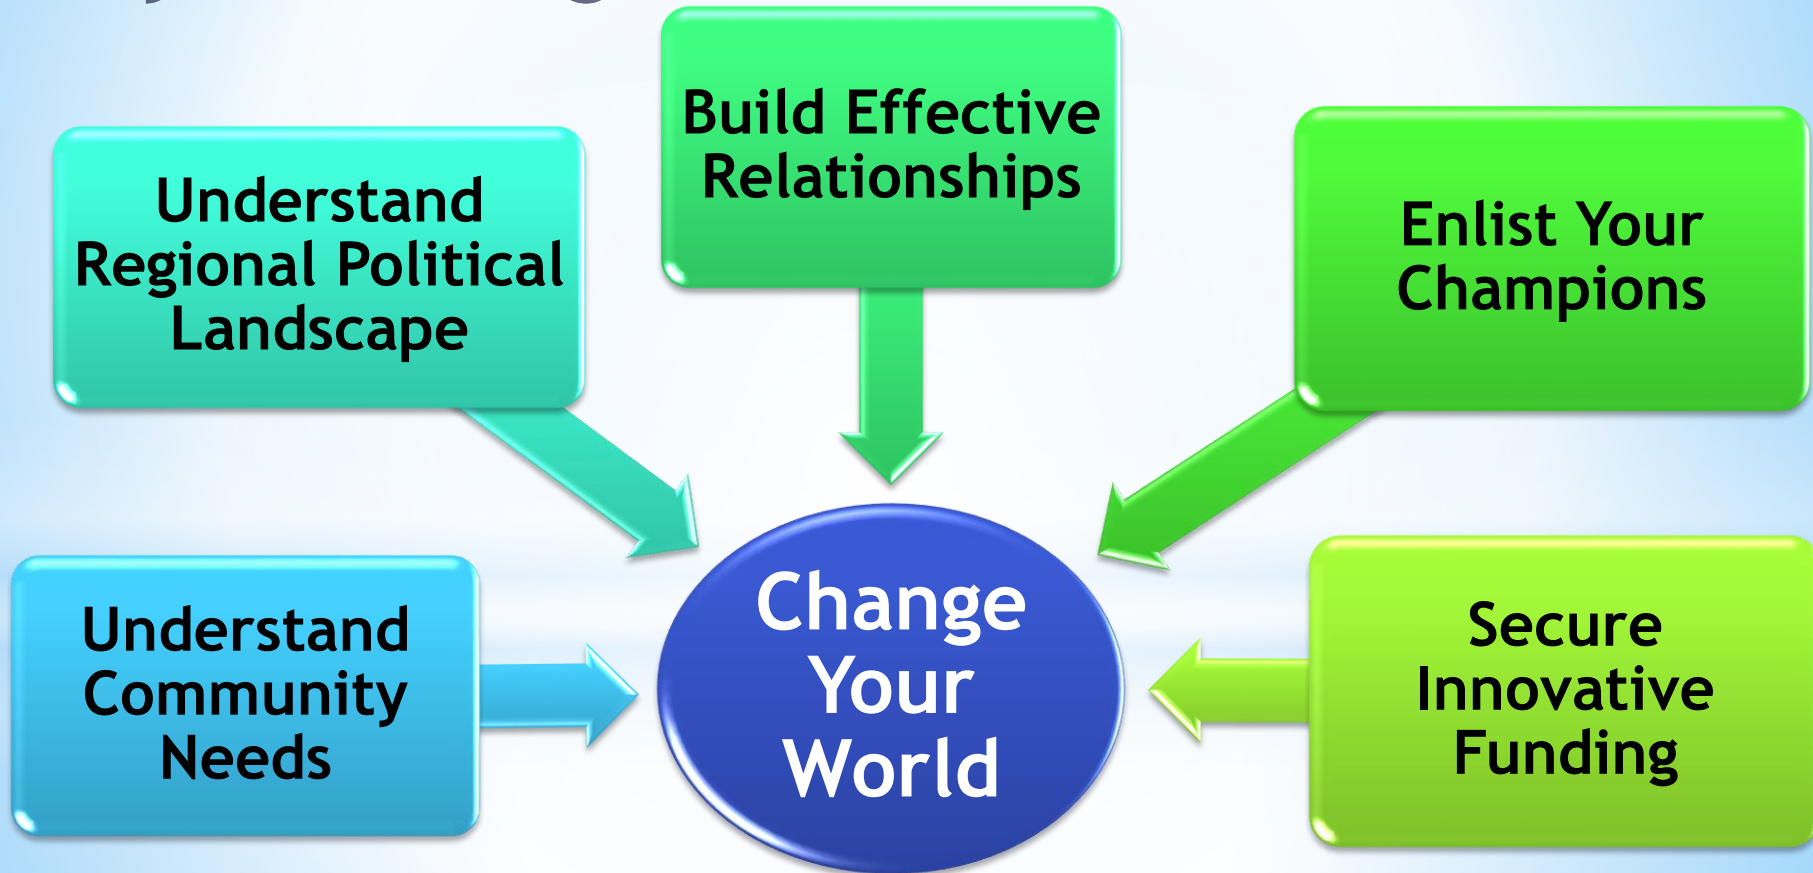 Build Effective
Relationships
Understand
Regional Political
Landscape
Enlist Your
Champions
Understand
Community
Needs
Change
Your
World
Secure
Innovative
Funding